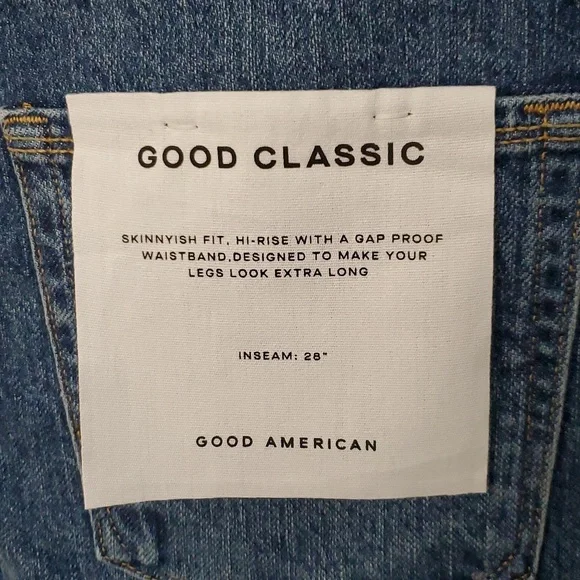 GOOD CLASSIC
SKINNYISH FIT, HI-RISE WITH A GAP PROOF
WAISTBAND,DESIGNED TO MAKE YOUR
LEGS LOOK EXTRA LONG
INSEAM: 28"
GOOD AMERICAN